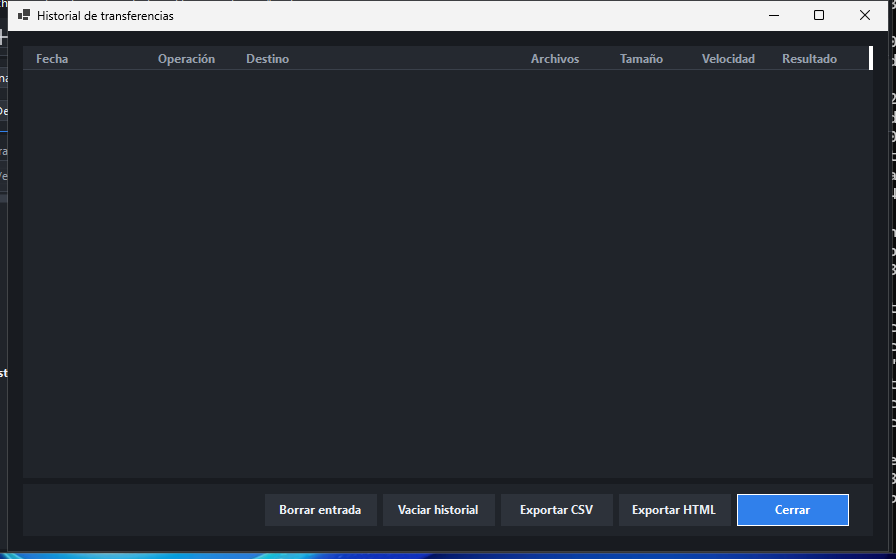 Historial de transferencias
Fecha Operación Destino Archivos Tamaño Velocidad Resultado
Borrar entrada Vaciar historial Exportar CSV Exportar HTML Cerrar